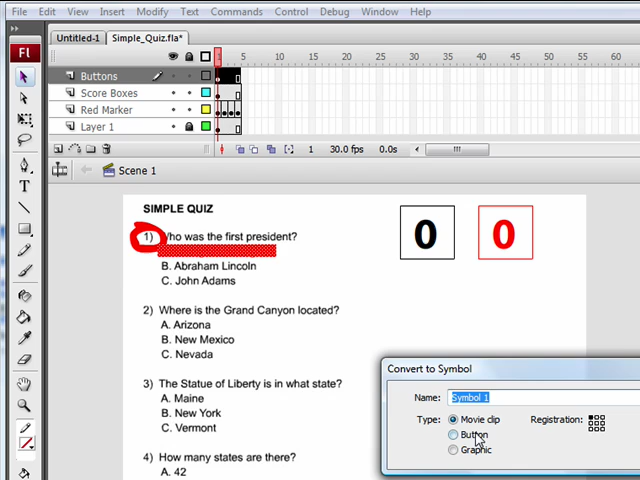 File Edit View Insert Modify Text Commands Control Debug Window Help
Untitled-1 Simple_Quiz.fla*
Fl
1 5 10 15 20 25 30 35 40 45 50 55 60
Buttons
Score Boxes
Red Marker
Layer 1
1 30.0 fps 0.0s
Scene 1
SIMPLE QUIZ
1) Who was the first president?
B. Abraham Lincoln
C. John Adams
0 0
2) Where is the Grand Canyon located?
A. Arizona
B. New Mexico
C. Nevada
3) The Statue of Liberty is in what state?
A. Maine
B. New York
C. Vermont
4) How many states are there?
A. 42
Convert to Symbol
Name: Symbol 1
Type: Movie clip Registration:
Button
Graphic